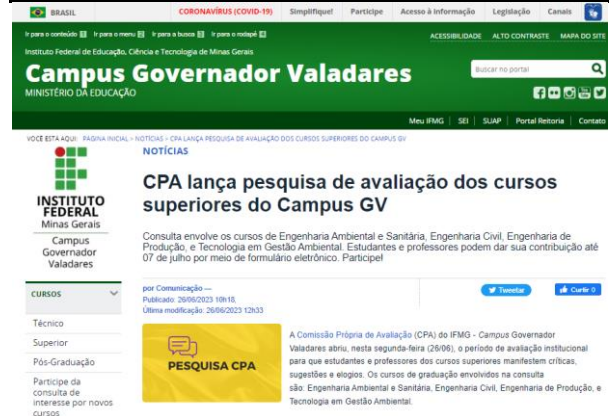 BRASIL
CORONAVÍRUS (COVID-19)
Simplifique!
Participe
Acesso à informação
Legislação
Canais
Ir para o conteúdo 1
Ir para o menu 2
Ir para a busca 3
Ir para o rodapé 4
ACESSIBILIDADE
ALTO CONTRASTE
MAPA DO SITE
Instituto Federal de Educação, Ciência e Tecnologia de Minas Gerais
Campus Governador Valadares
MINISTÉRIO DA EDUCAÇÃO
Buscar no portal
Meu IFMG | SEI | SUAP | Portal Reitoria | Contato
VOCÊ ESTÁ AQUI: PÁGINA INICIAL > NOTÍCIAS > CPA LANÇA PESQUISA DE AVALIAÇÃO DOS CURSOS SUPERIORES DO CAMPUS GV
INSTITUTO
FEDERAL
Minas Gerais
Campus
Governador
Valadares
CURSOS
Técnico
Superior
Pós-Graduação
Participe da
consulta de
interesse por novos
cursos
NOTÍCIAS
CPA lança pesquisa de avaliação dos cursos
superiores do Campus GV
Consulta envolve os cursos de Engenharia Ambiental e Sanitária, Engenharia Civil, Engenharia de
Produção, e Tecnologia em Gestão Ambiental. Estudantes e professores podem dar sua contribuição até
07 de julho por meio de formulário eletrônico. Participe!
por Comunicação —
Publicado: 26/06/2023 10h18,
Última modificação: 26/06/2023 12h33
Tweetar
Curtir 0
PESQUISA CPA
A Comissão Própria de Avaliação (CPA) do IFMG - Campus Governador
Valadares abriu, nesta segunda-feira (26/06), o período de avaliação institucional
para que estudantes e professores dos cursos superiores manifestem críticas,
sugestões e elogios. Os cursos de graduação envolvidos na consulta
são: Engenharia Ambiental e Sanitária, Engenharia Civil, Engenharia de Produção, e
Tecnologia em Gestão Ambiental.